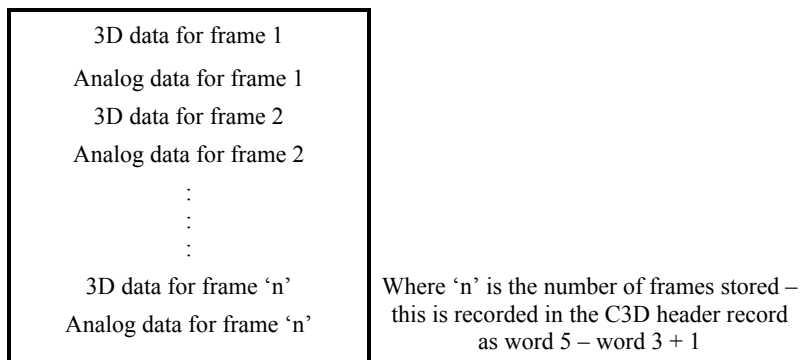 3D data for frame 1
Analog data for frame 1
3D data for frame 2
Analog data for frame 2
:
:
:
3D data for frame ‘n’
Analog data for frame ‘n’
Where ‘n’ is the number of frames stored –
this is recorded in the C3D header record
as word 5 – word 3 + 1